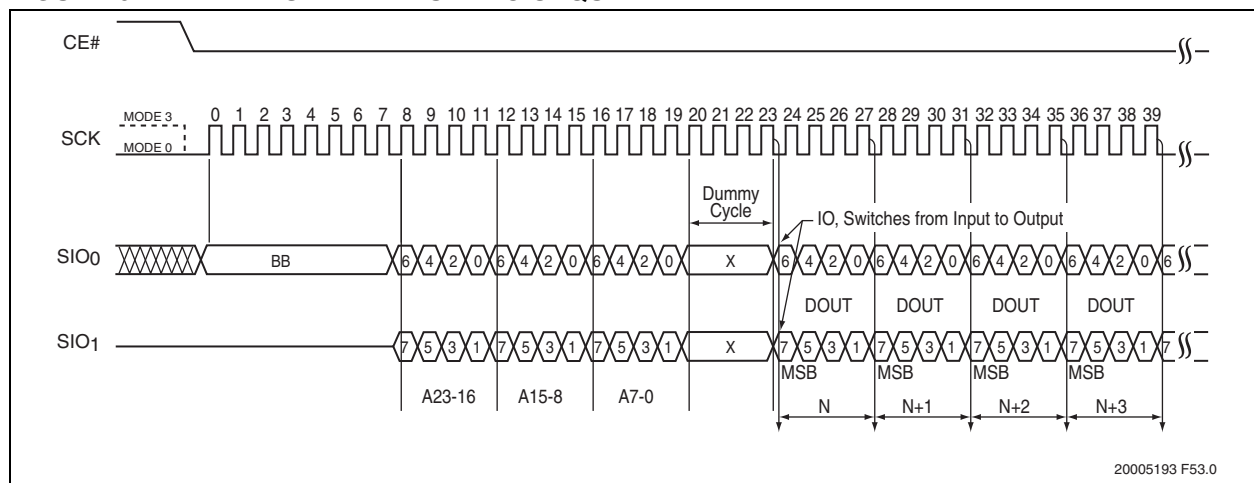 CE#
MODE 3
MODE 0
SCK
0 1 2 3 4 5 6 7 8 9 10 11 12 13 14 15 16 17 18 19 20 21 22 23 24 25 26 27 28 29 30 31 32 33 34 35 36 37 38 39
Dummy
Cycle
IO, Switches from Input to Output
SIO0
BB
6 4 2 0 6 4 2 0 6 4 2 0 X 6 4 2 0 6 4 2 0 6 4 2 0 6 4 2 0 6
DOUT DOUT DOUT DOUT
SIO1
7 5 3 1 7 5 3 1 7 5 3 1 X 7 5 3 1 7 5 3 1 7 5 3 1 7 5 3 1 7
MSB MSB MSB MSB
A23-16 A15-8 A7-0
N N+1 N+2 N+3
20005193 F53.0